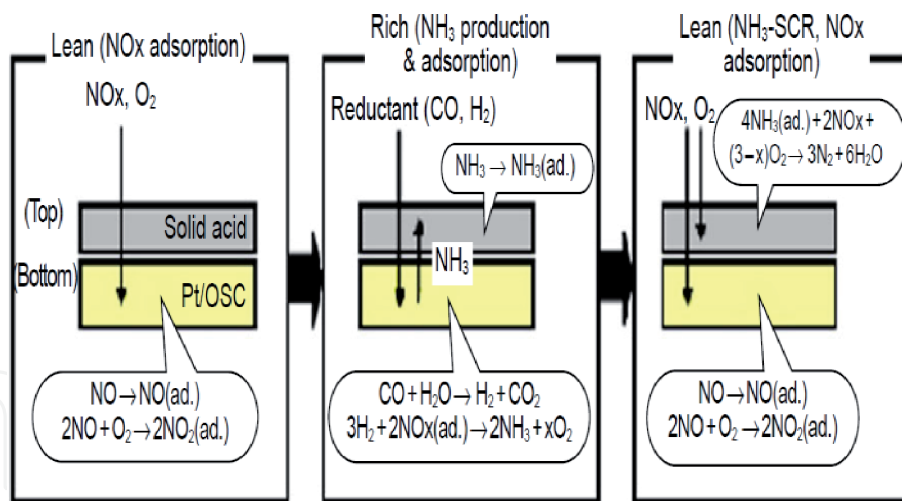 Lean (NOx adsorption)
NOx, O₂
(Top)
Solid acid
(Bottom)
Pt/OSC
NO→NO(ad.)
2NO+O₂→2NO₂(ad.)
Rich (NH₃ production
& adsorption)
Reductant (CO, H₂)
NH₃→NH₃(ad.)
NH₃
CO+H₂O→H₂+CO₂
3H₂+2NOx(ad.)→2NH₃+xO₂
Lean (NH₃-SCR, NOx
adsorption)
NOx, O₂
4NH₃(ad.)+2NOx+
(3−x)O₂→3N₂+6H₂O
NO→NO(ad.)
2NO+O₂→2NO₂(ad.)